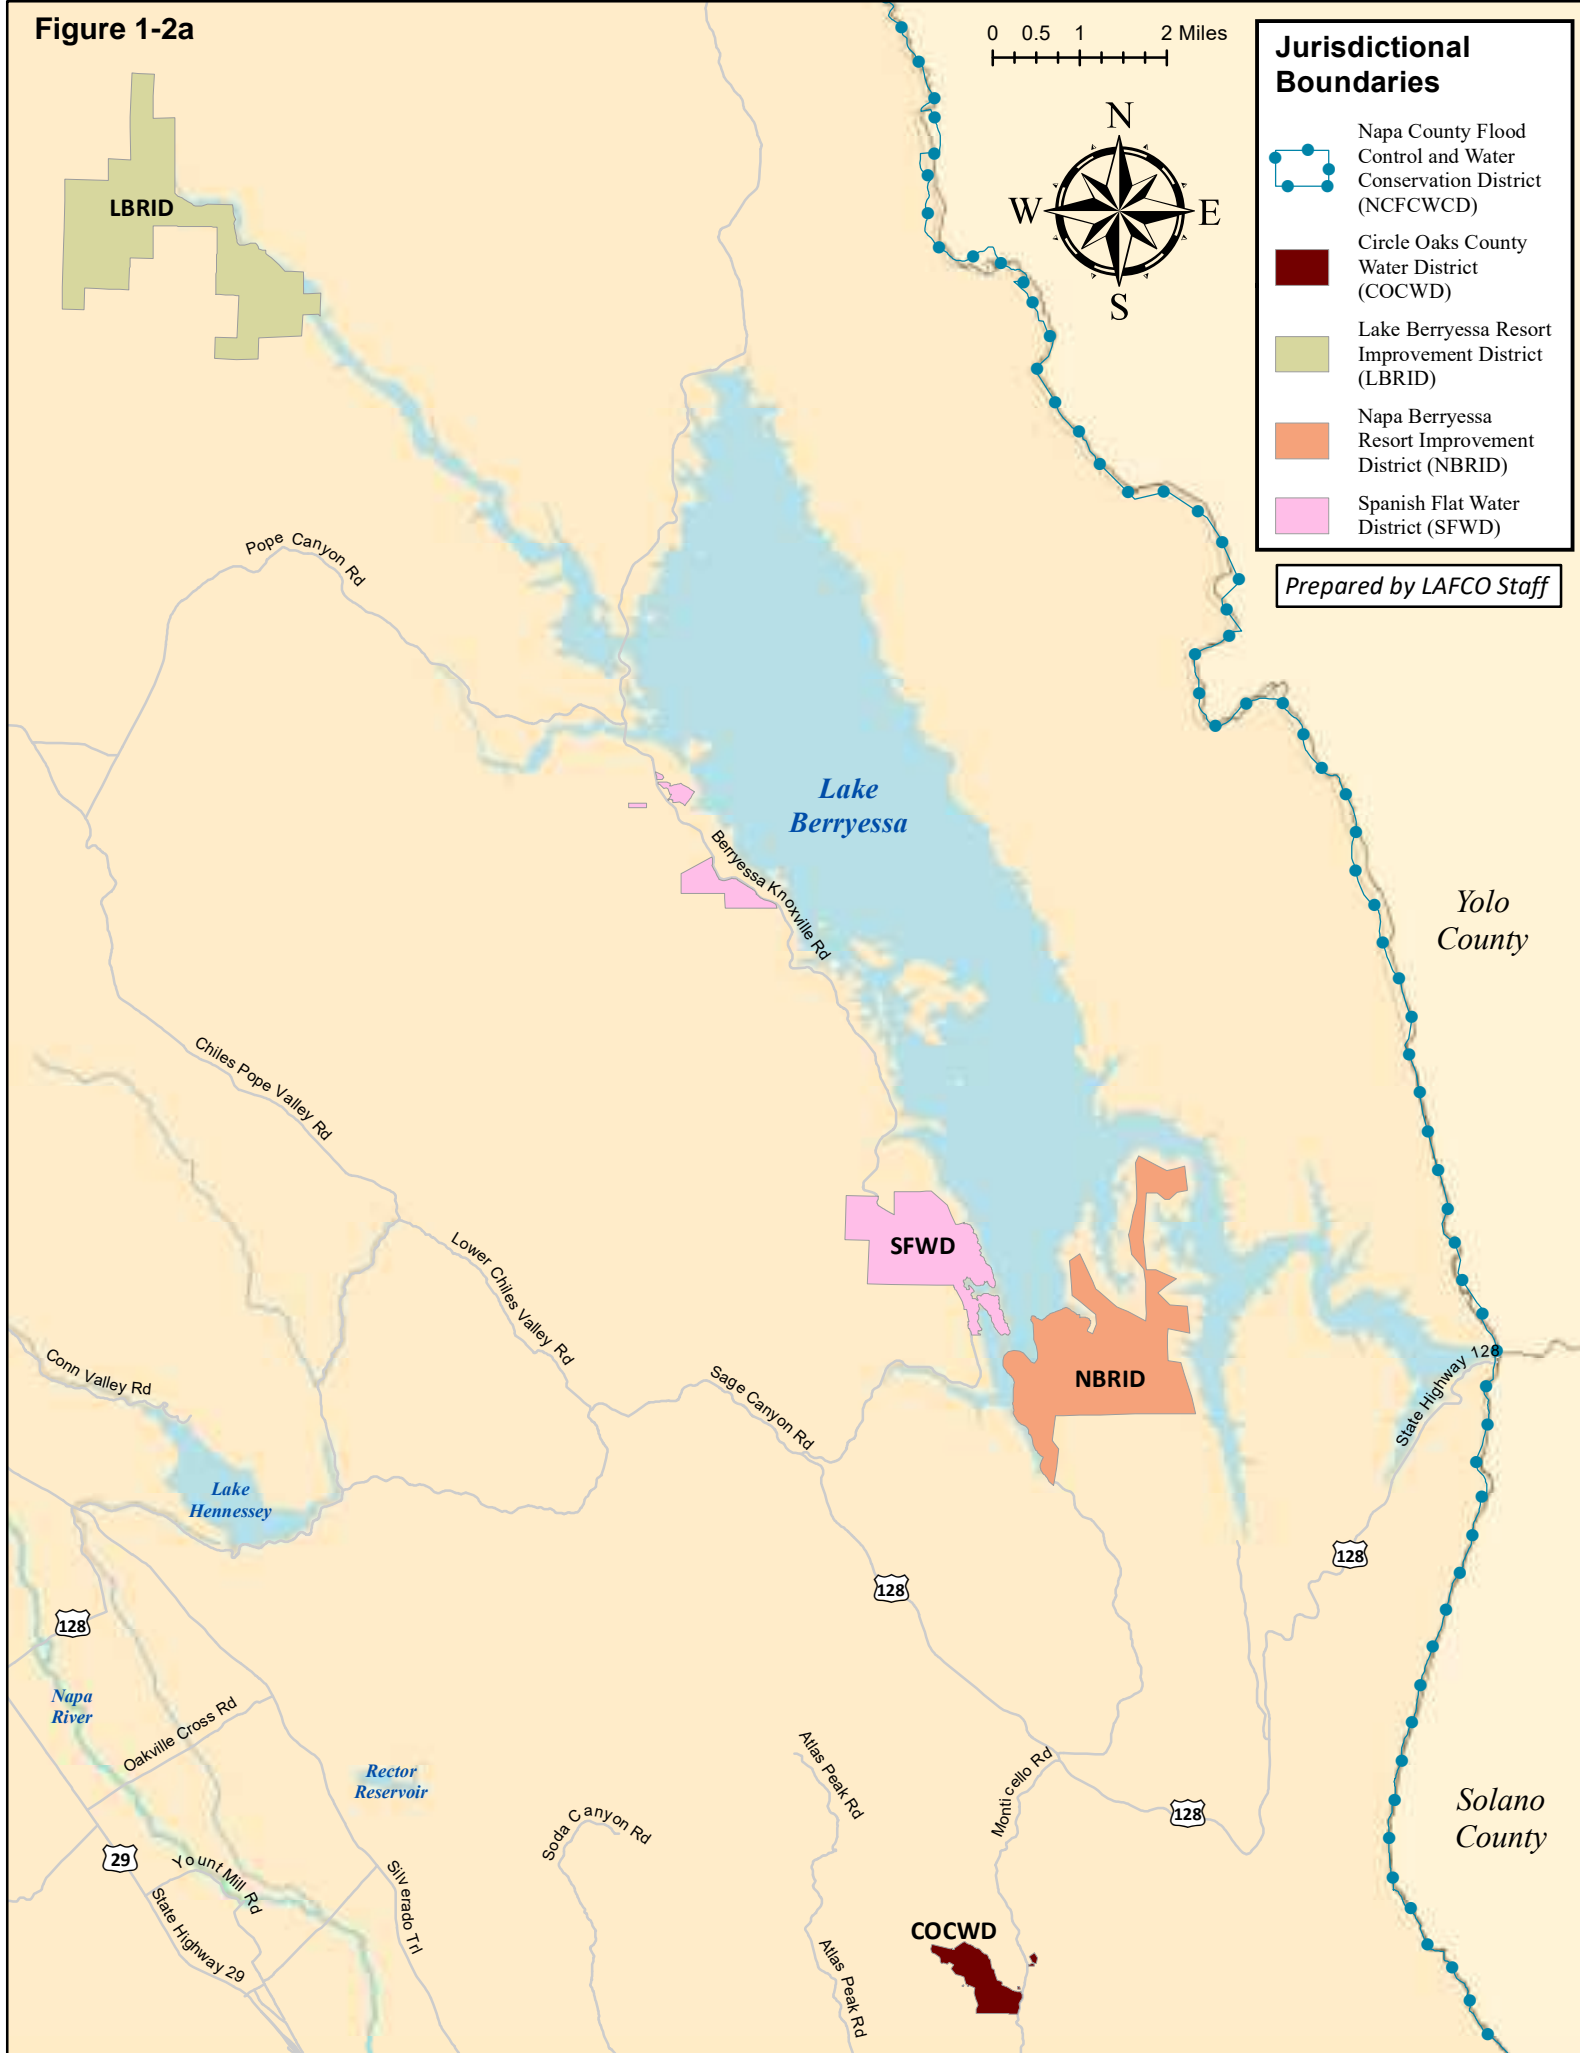 Figure 1-2a
0 0.5 1 2 Miles
N
W E
S
Jurisdictional
Boundaries
Napa County Flood
Control and Water
Conservation District
(NCFCWCD)
Circle Oaks County
Water District
(COCWD)
Lake Berryessa Resort
Improvement District
(LBRID)
Napa Berryessa
Resort Improvement
District (NBRID)
Spanish Flat Water
District (SFWD)
Prepared by LAFCO Staff
LBRID
Pope Canyon Rd
Lake
Berryessa
Berryessa Knoxville Rd
Yolo
County
Chiles Pope Valley Rd
Lower Chiles Valley Rd
SFWD
NBRID
Conn Valley Rd
Sage Canyon Rd
State Highway 128
Lake
Hennessey
128
128
128
Napa
River
Oakville Cross Rd
Rector
Reservoir
Atlas Peak Rd
Monticello Rd
128
Solano
County
Soda Canyon Rd
29
Yount Mill Rd
State Highway 29
Silverado Trl
COCWD
Atlas Peak Rd